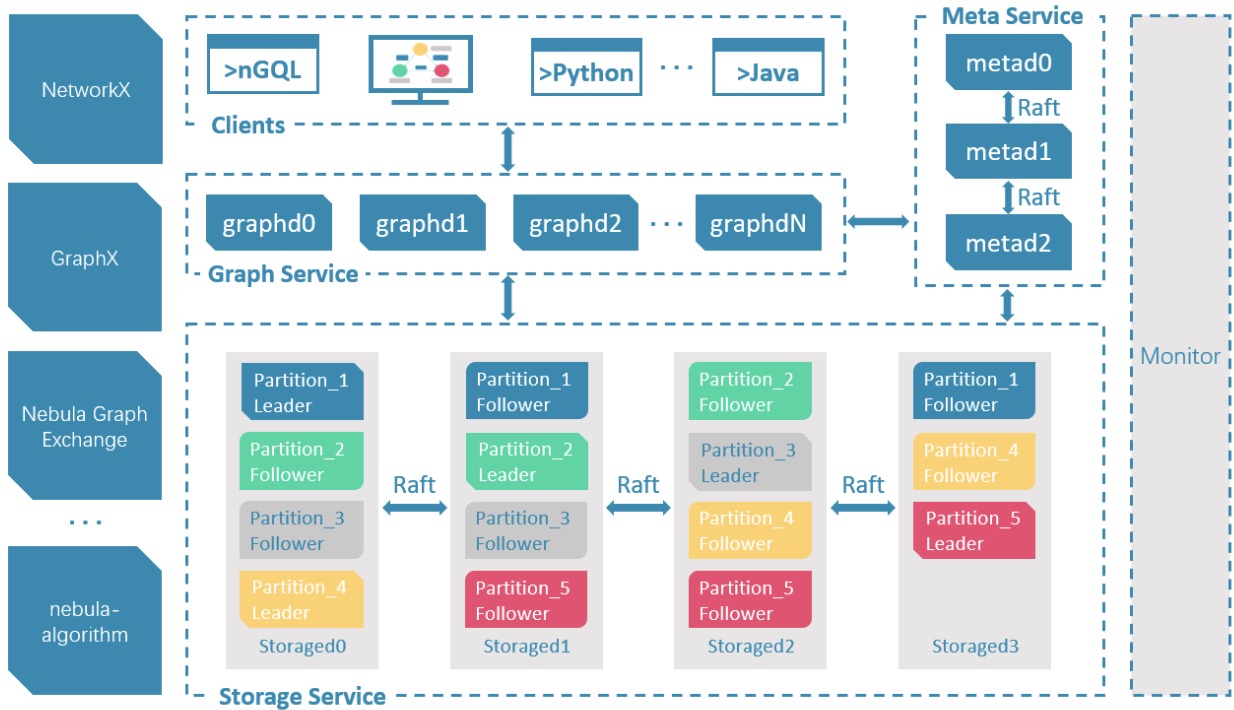 NetworkX
GraphX
Nebula Graph
Exchange
...
nebula-
algorithm
>nGQL
>Python
...
>Java
Clients
graphd0
graphd1
graphd2
...
graphdN
Graph Service
Meta Service
metad0
Raft
metad1
Raft
metad2
Partition_1
Leader
Partition_2
Follower
Partition_3
Follower
Partition_4
Leader
Storaged0
Raft
Partition_1
Follower
Partition_2
Leader
Partition_3
Follower
Partition_5
Follower
Storaged1
Raft
Partition_2
Follower
Partition_3
Leader
Partition_4
Follower
Partition_5
Follower
Storaged2
Raft
Partition_1
Follower
Partition_4
Follower
Partition_5
Leader
Storaged3
Storage Service
Monitor